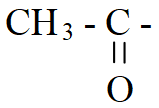 CH₃ - C -
||
O